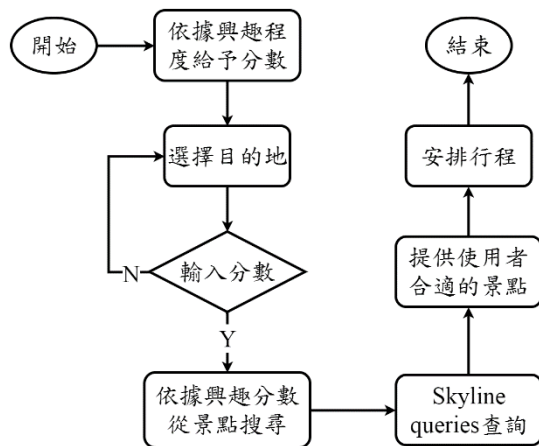 開始
依據興趣程
度給予分數
選擇目的地
輸入分數
N
Y
依據興趣分數
從景點搜尋
Skyline
queries查詢
提供使用者
合適的景點
安排行程
結束